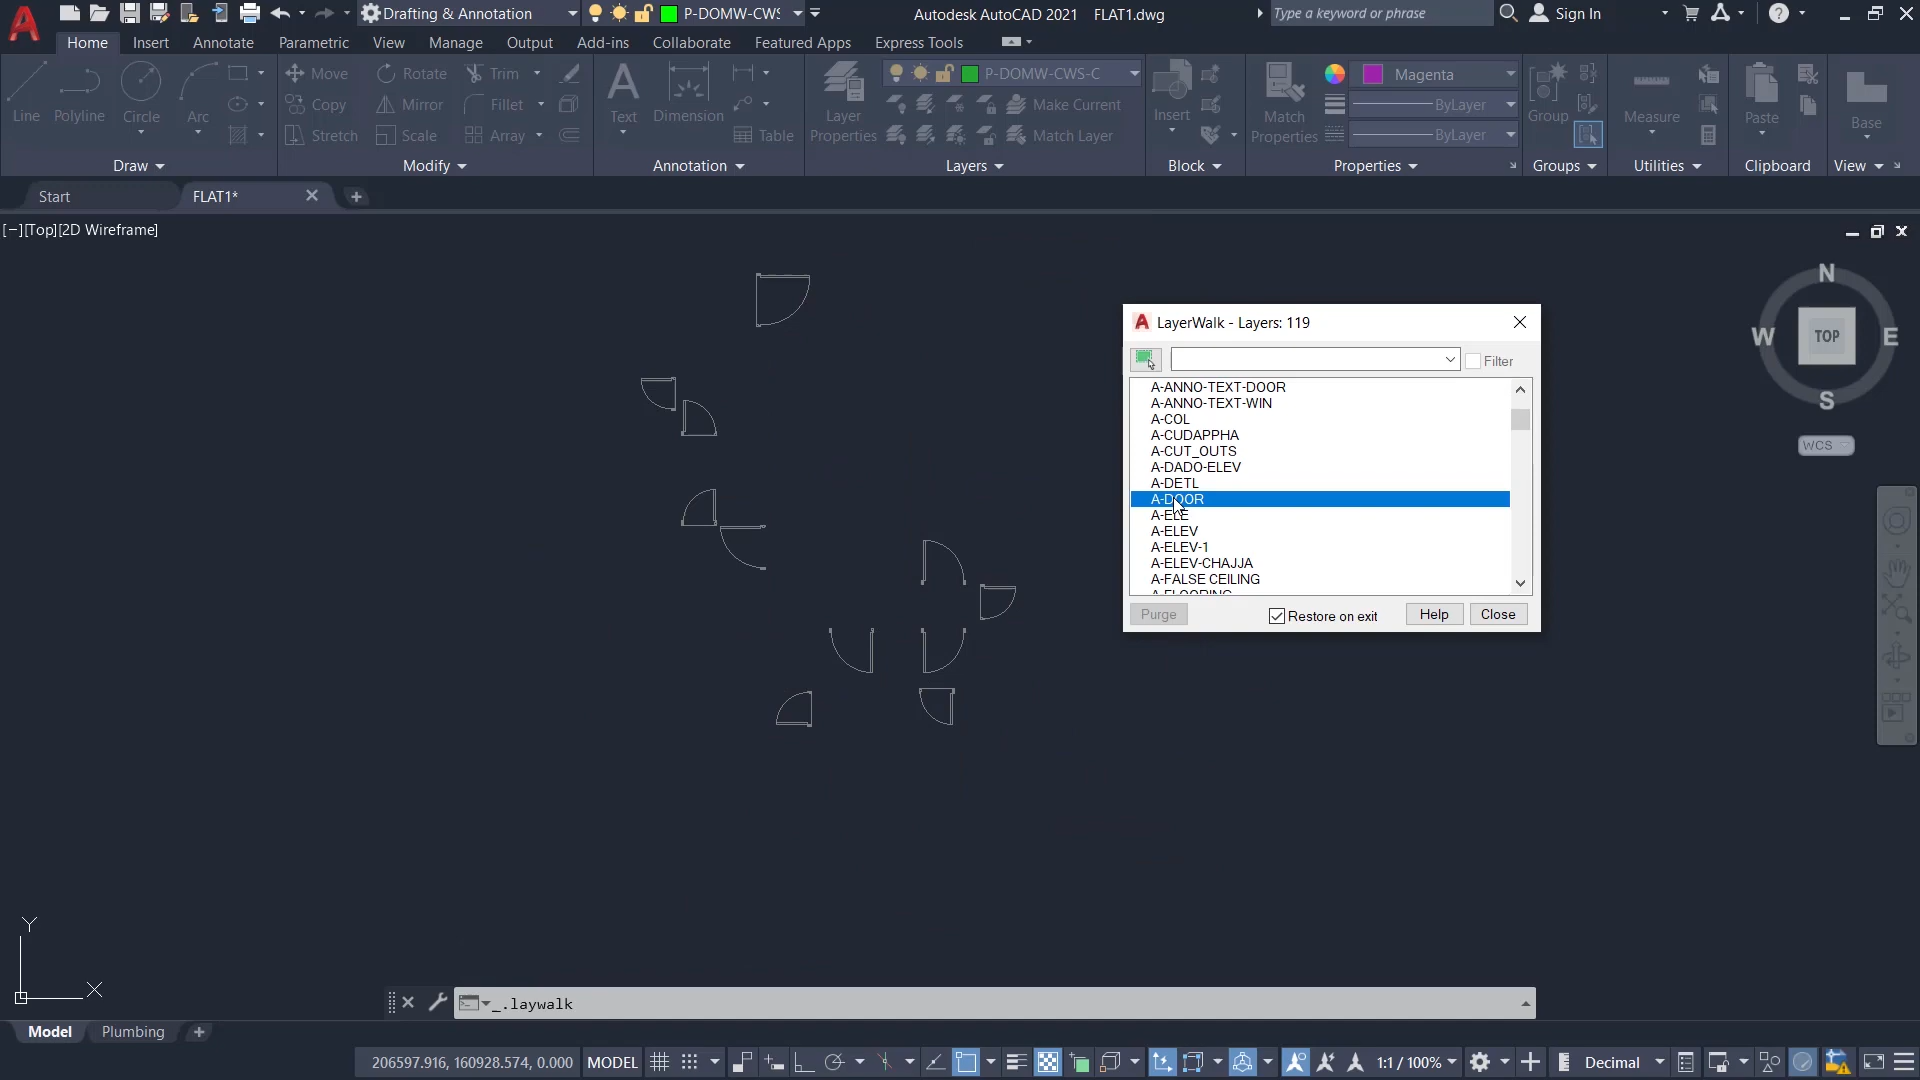 Drafting & Annotation
P-DOMW-CWS
Autodesk AutoCAD 2021 FLAT1.dwg
Type a keyword or phrase
Sign In
Home Insert Annotate Parametric View Manage Output Add-ins Collaborate Featured Apps Express Tools
Line Polyline Circle Arc
Move Rotate Trim
Copy Mirror Fillet
Stretch Scale Array
Text Dimension
Table
Layer Properties
P-DOMW-CWS-C
Make Current
Match Layer
Insert
Match Properties
Magenta
ByLayer
ByLayer
Group
Measure
Paste
Base
Draw Modify Annotation Layers Block Properties Groups Utilities Clipboard View
Start FLAT1*
[−][Top][2D Wireframe]
N
W TOP E
S
WCS
LayerWalk - Layers: 119
Filter
A-ANNO-TEXT-DOOR
A-ANNO-TEXT-WIN
A-COL
A-CUDAPPHA
A-CUT_OUTS
A-DADO-ELEV
A-DETL
A-DOOR
A-ELE
A-ELEV
A-ELEV-1
A-ELEV-CHAJJA
A-FALSE CEILING
A-FLOORING
Purge Restore on exit Help Close
Y
X
_.laywalk
Model Plumbing
206597.916, 160928.574, 0.000 MODEL 1:1 / 100% Decimal